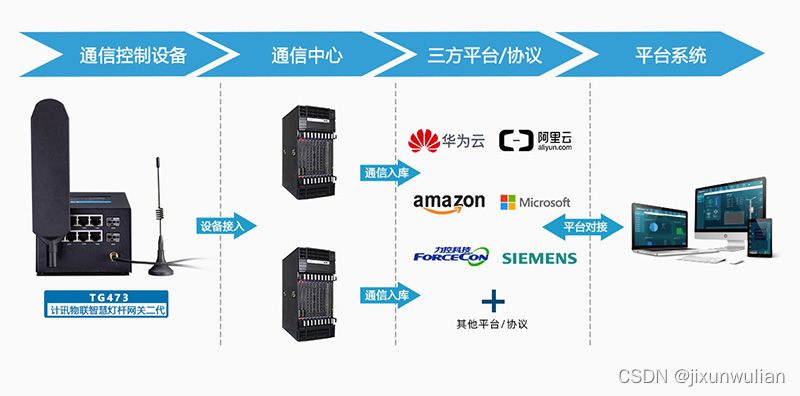 通信控制设备
通信中心
三方平台/协议
平台系统
设备接入
TG473
计讯物联智慧灯杆网关二代
通信入库
通信入库
华为云
阿里云
aliyun.com
amazon
Microsoft
力控科技
FORCECON
SIEMENS
其他平台/协议
平台对接
CSDN @jixunwulian